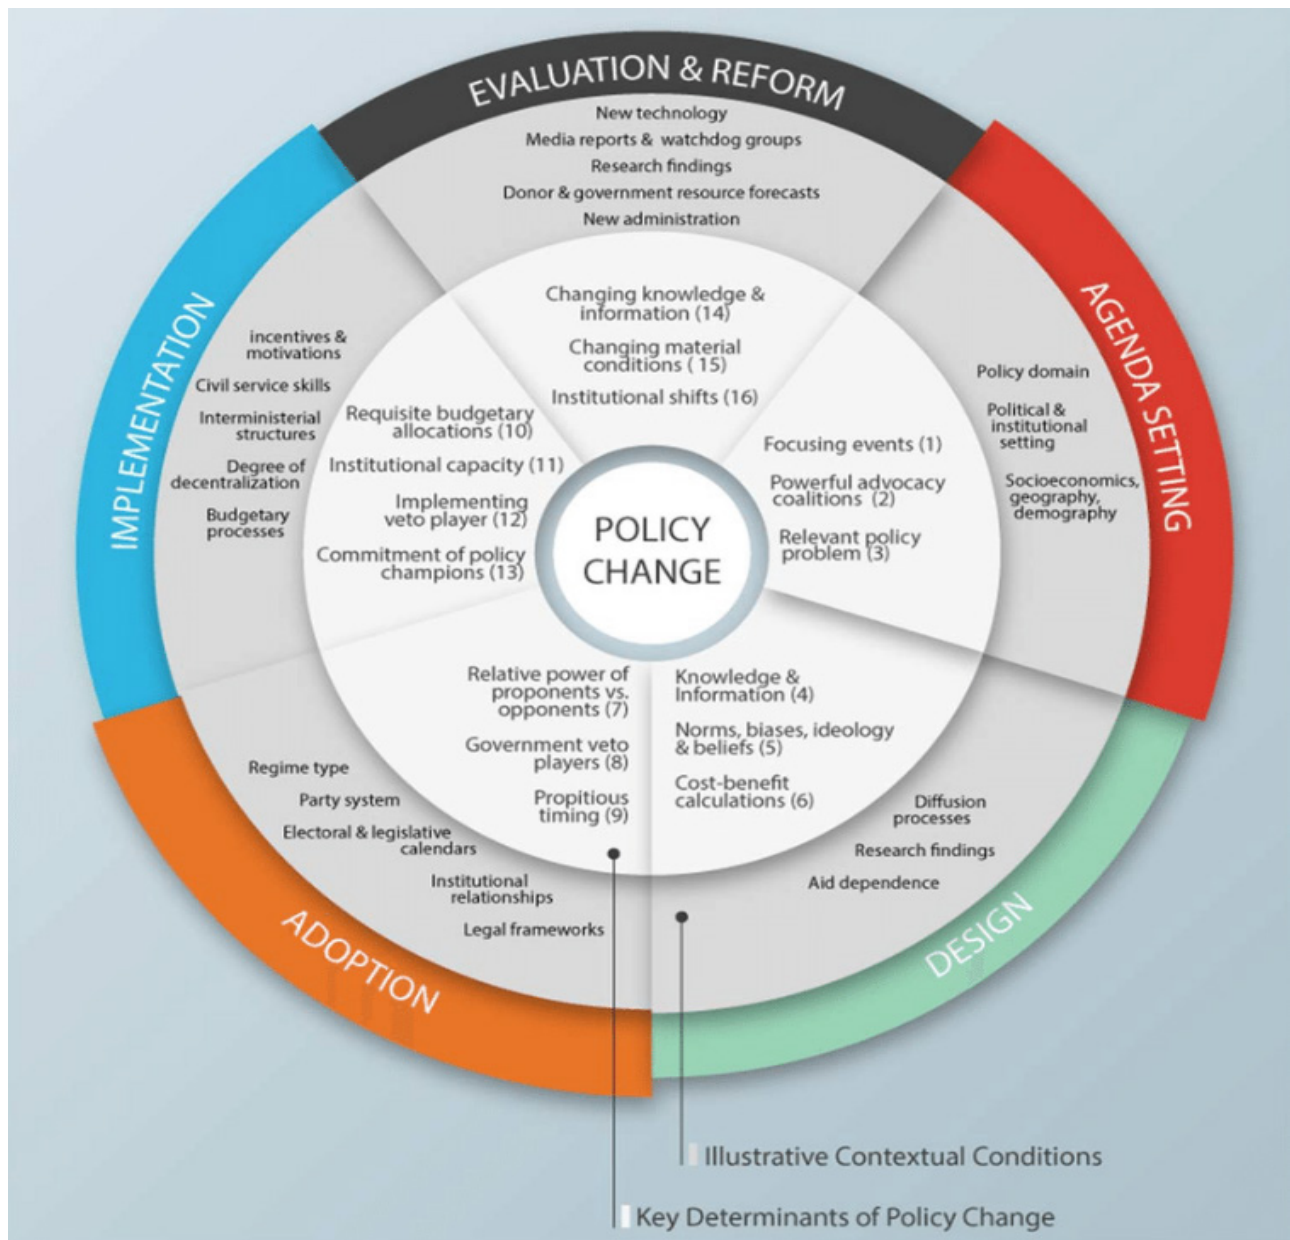 EVALUATION & REFORM
New technology
Media reports & watchdog groups
Research findings
Donor & government resource forecasts
New administration
Changing knowledge &
information (14)
Changing material
conditions ( 15)
Institutional shifts (16)
AGENDA SETTING
Policy domain
Political &
institutional
setting
Socioeconomics,
geography,
demography
Focusing events (1)
Powerful advocacy
coalitions (2)
Relevant policy
problem (3)
IMPLEMENTATION
incentives &
motivations
Civil service skills
Interministerial
structures
Degree of
decentralization
Budgetary
processes
Requisite budgetary
allocations (10)
Institutional capacity (11)
Implementing
veto player (12)
Commitment of policy
champions (13)
POLICY
CHANGE
Relative power of
proponents vs.
opponents (7)
Government veto
players (8)
Propitious
timing (9)
Knowledge &
Information (4)
Norms, biases, ideology
& beliefs (5)
Cost-benefit
calculations (6)
Regime type
Party system
Electoral & legislative
calendars
Institutional
relationships
Legal frameworks
ADOPTION
Diffusion
processes
Research findings
Aid dependence
DESIGN
Illustrative Contextual Conditions
Key Determinants of Policy Change